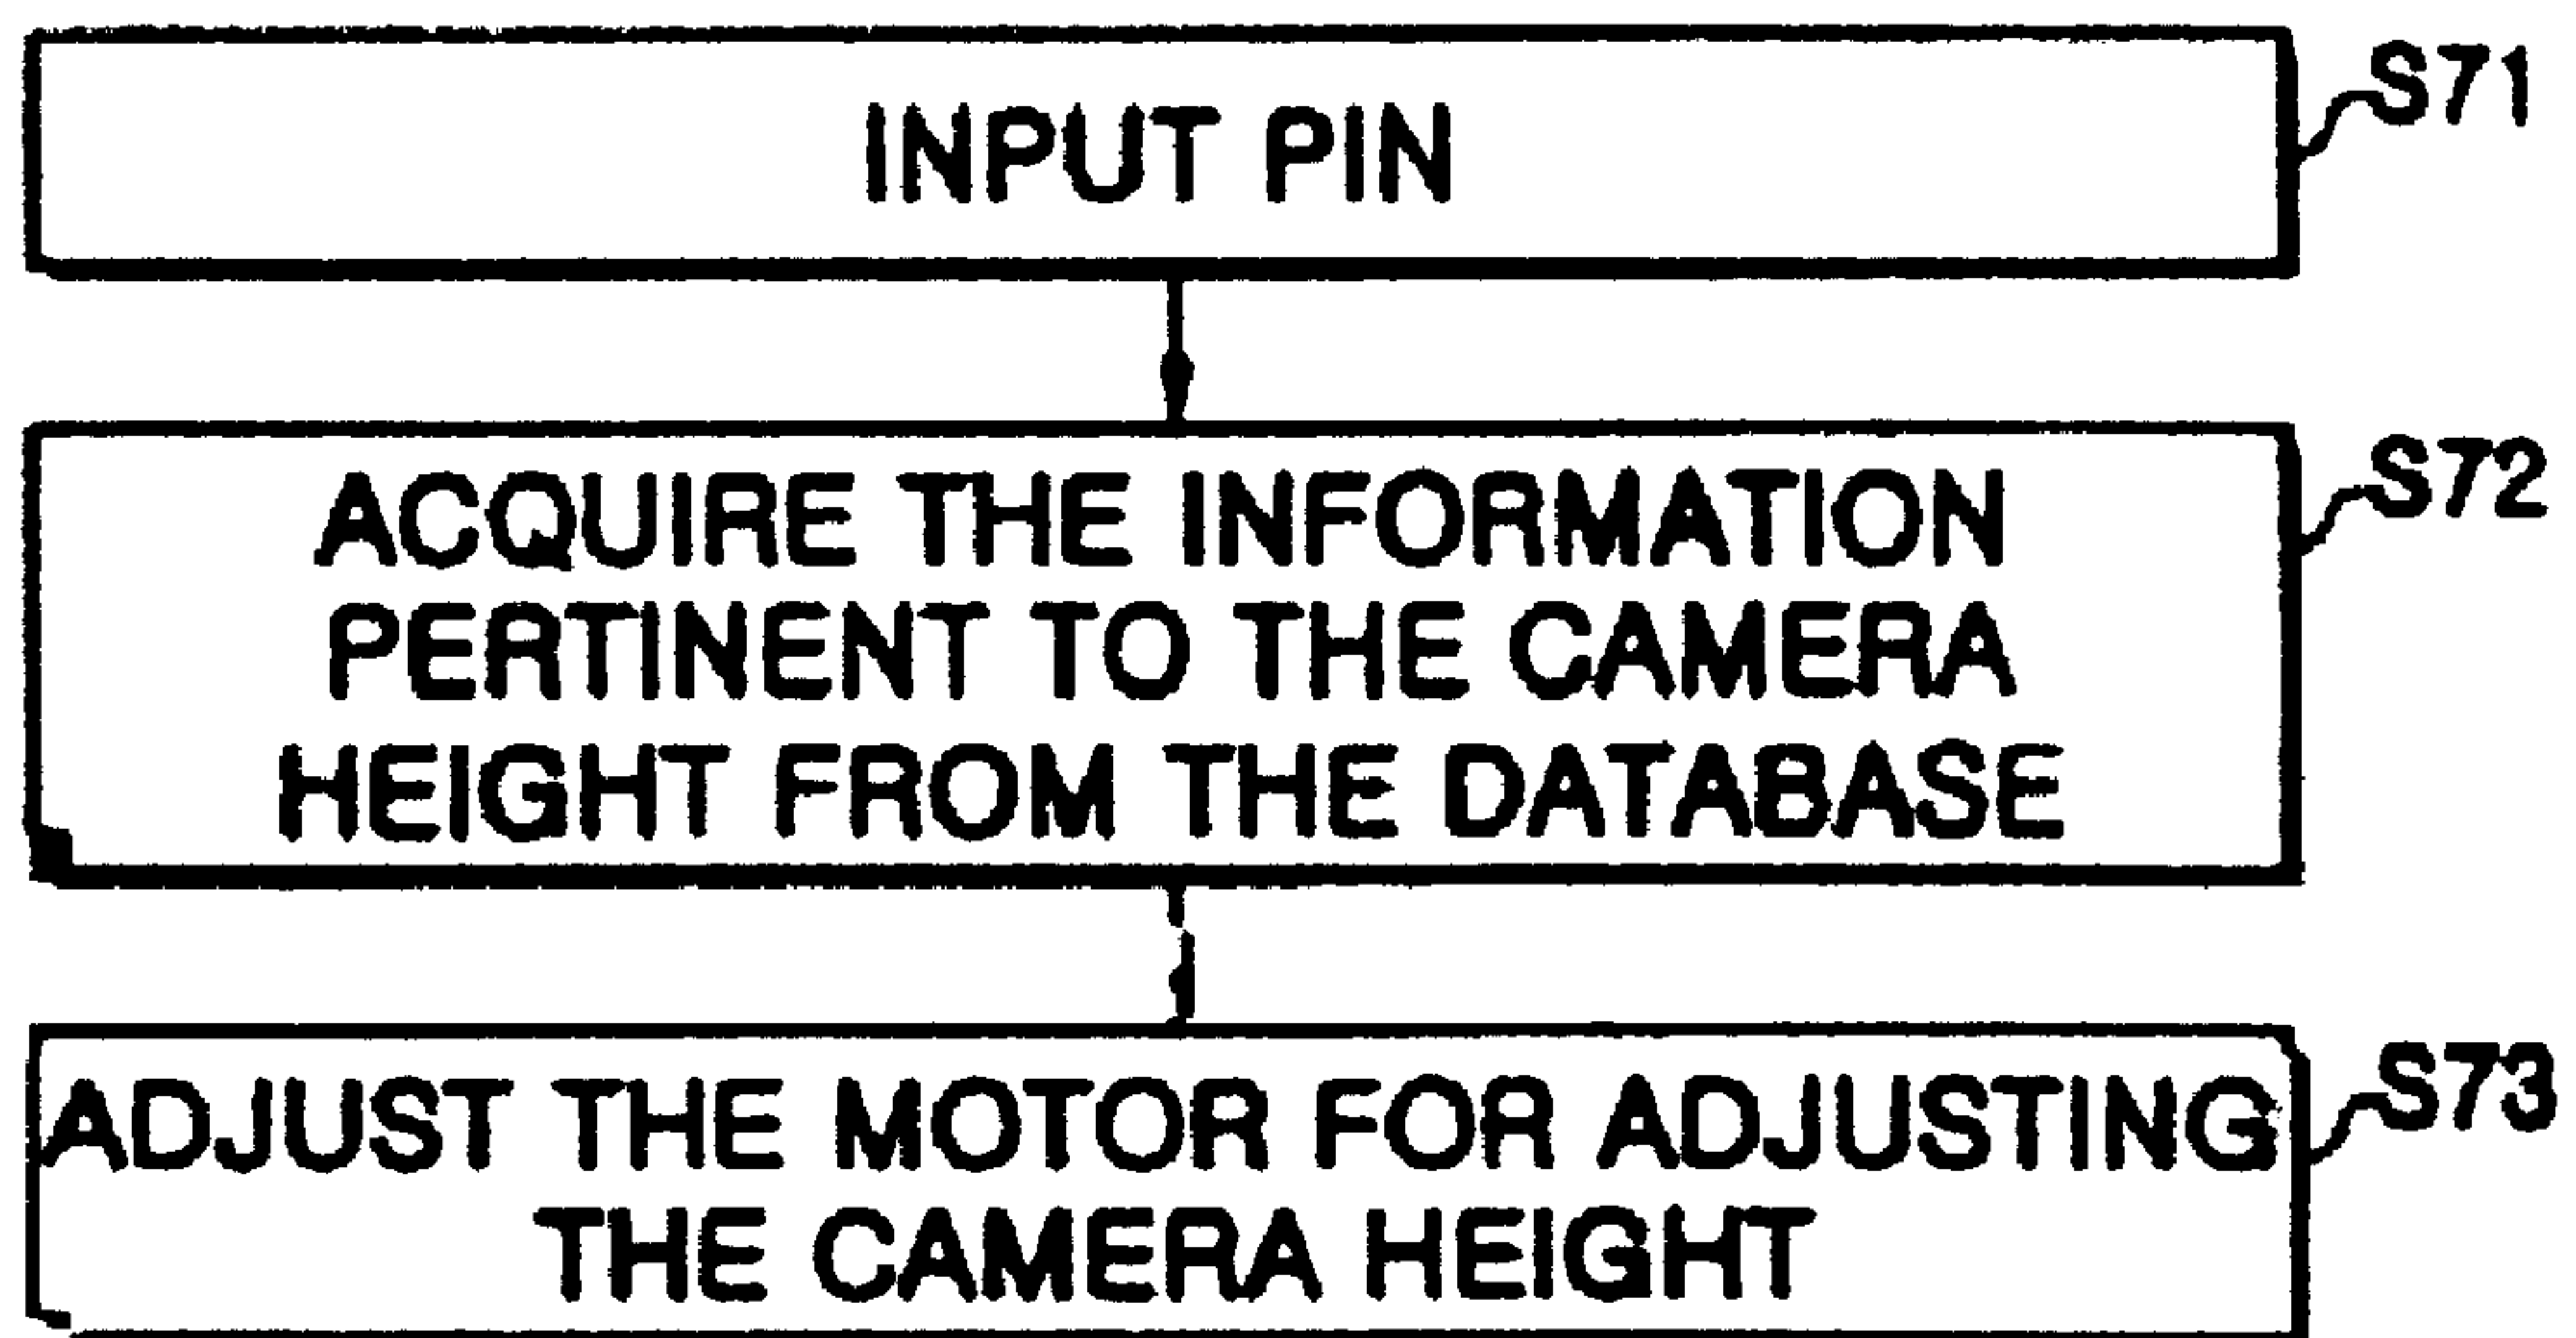 INPUT PIN
S71
ACQUIRE THE INFORMATION
PERTINENT TO THE CAMERA
HEIGHT FROM THE DATABASE
S72
ADJUST THE MOTOR FOR ADJUSTING
THE CAMERA HEIGHT
S73